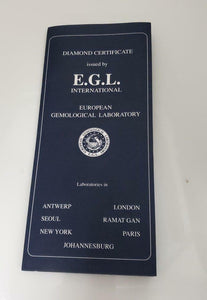 DIAMOND CERTIFICATE
issued by
E.G.L.
INTERNATIONAL
EUROPEAN
GEMOLOGICAL LABORATORY
Laboratories in
ANTWERP LONDON
SEOUL RAMAT GAN
NEW YORK PARIS
JOHANNESBURG